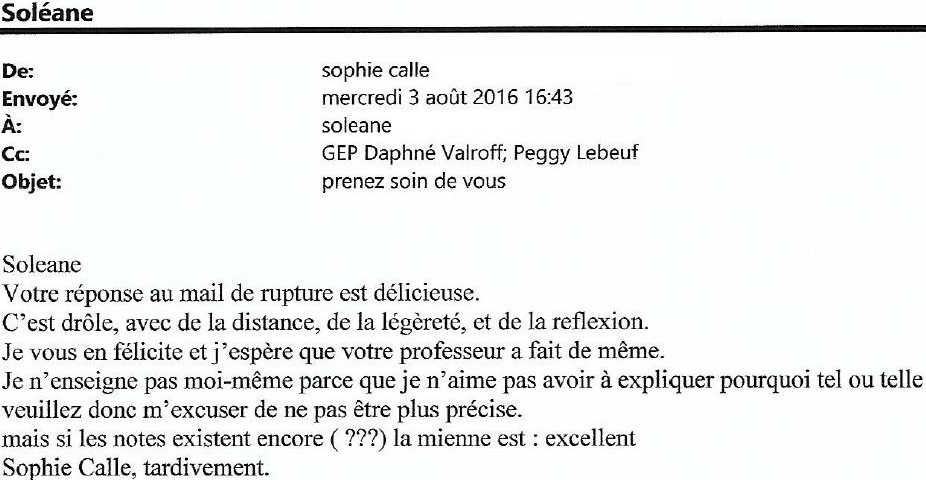 Soléane
De: sophie calle
Envoyé: mercredi 3 août 2016 16:43
À: soleane
Cc: GEP Daphné Valroff; Peggy Lebeuf
Objet: prenez soin de vous
Soleane
Votre réponse au mail de rupture est délicieuse.
C’est drôle, avec de la distance, de la légèreté, et de la reflexion.
Je vous en félicite et j’espère que votre professeur a fait de même.
Je n’enseigne pas moi-même parce que je n’aime pas avoir à expliquer pourquoi tel ou telle
veuillez donc m’excuser de ne pas être plus précise.
mais si les notes existent encore ( ???) la mienne est : excellent
Sophie Calle, tardivement.